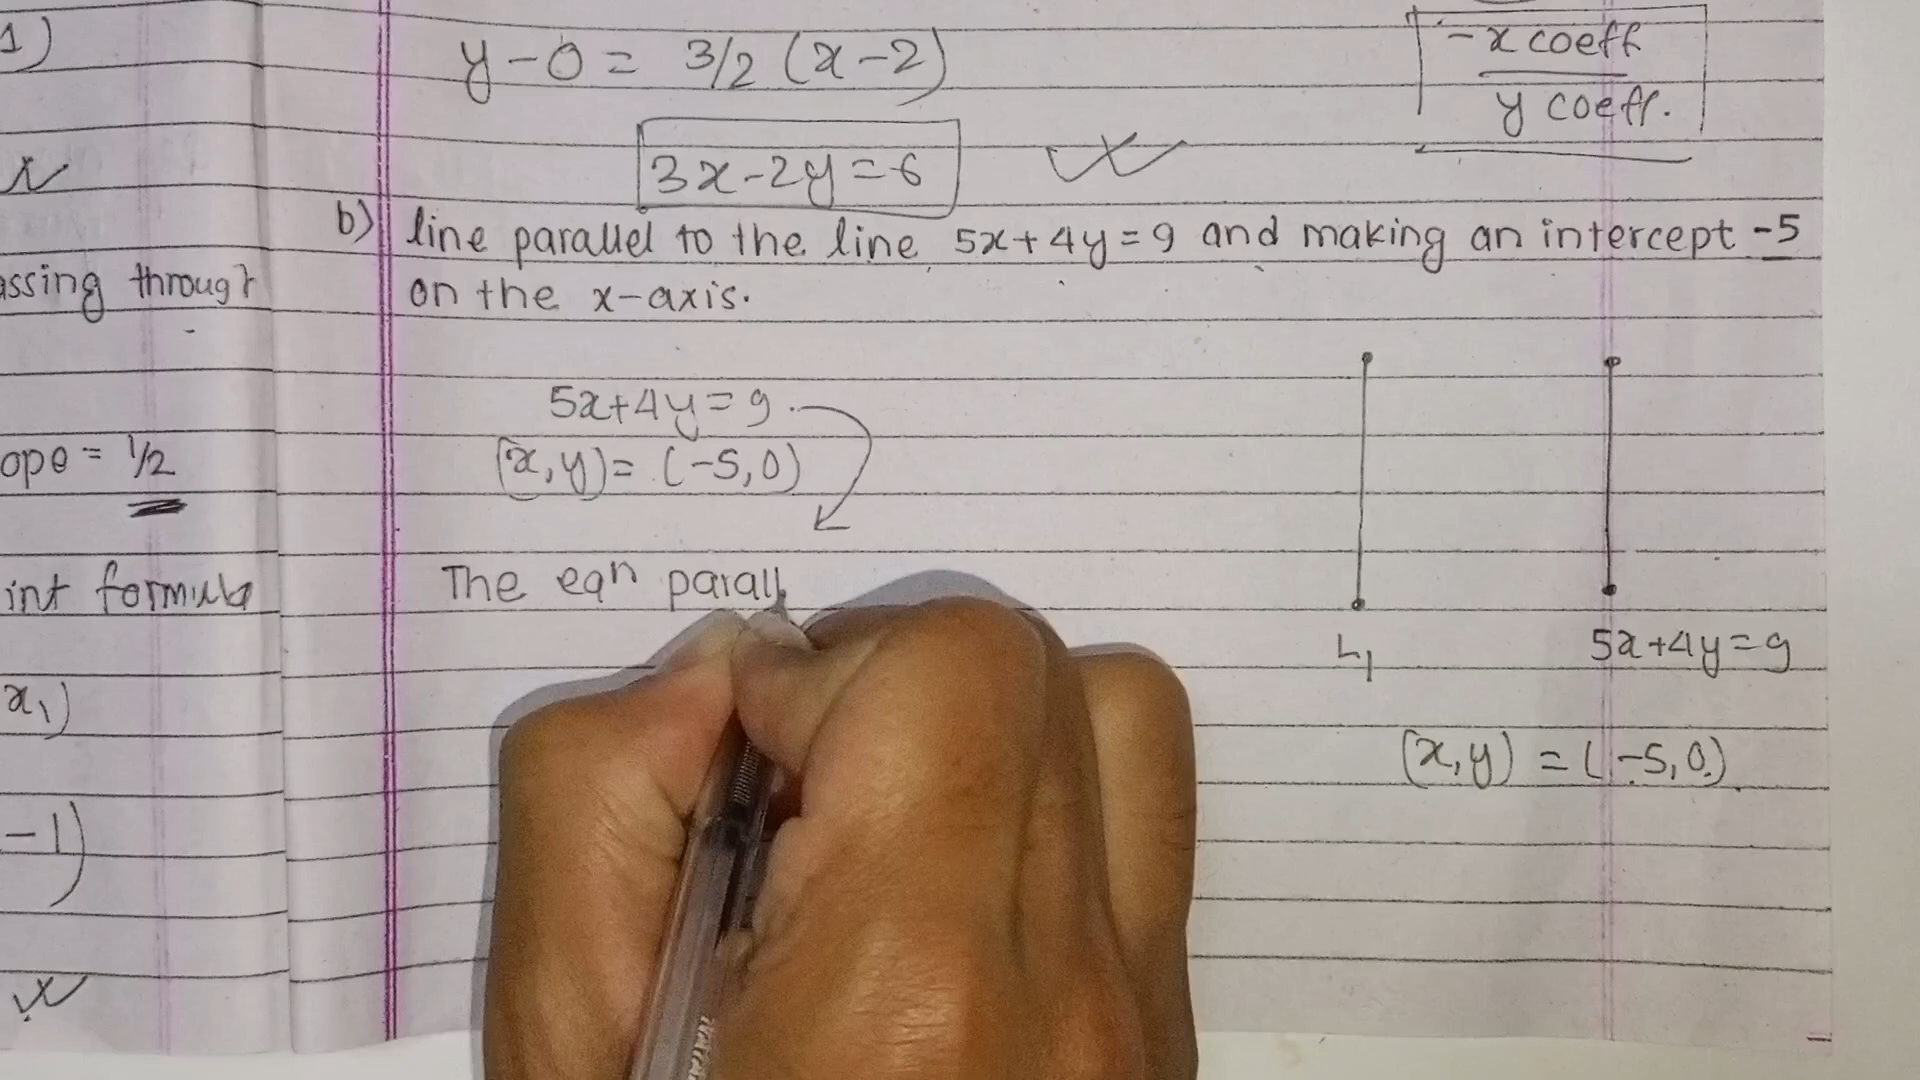 1)
y-0 = 3/2 (x-2)
-x coeff
y coeff.
3x-2y=6
b) line parallel to the line 5x+4y=9 and making an intercept -5
on the x-axis.
assing through
5x+4y=9
(x,y)= (-5,0)
ope = 1/2
The eqn parall
int formula
L1
5x+4y=9
x1)
(x,y) = (-5,0)
-1)